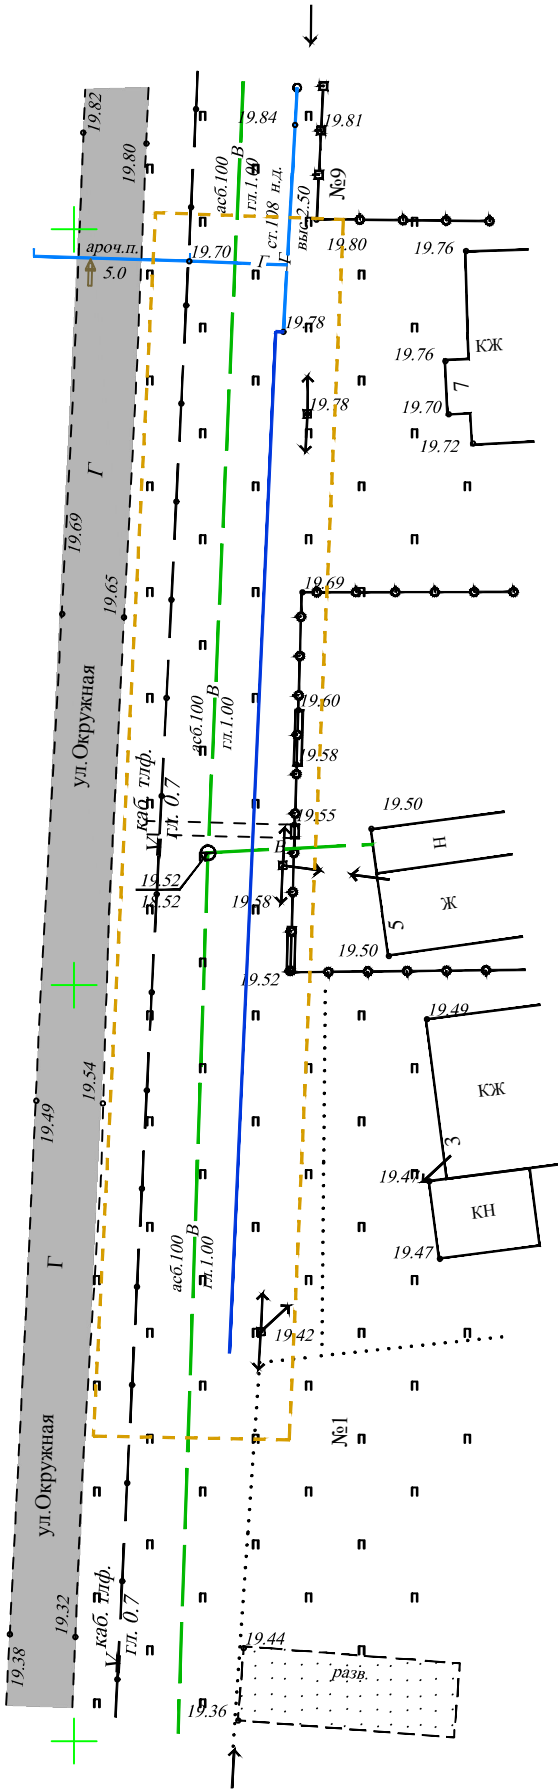 19.82
19.84
19.81
19.80
В
асб.100
гл.1.00
ст.108 н.д.
выс.2.50
№9
ароч.п.
5.0
19.70
Г
Г
19.80
19.76
19.78
КЖ
19.76
7
19.78
19.70
19.72
Г
19.69
19.65
19.69
ул.Окружная
В
асб.100
гл.1.00
19.60
19.58
каб. тлф.
гл. 0.7
V
19.55
19.50
В
Н
19.52
18.52
19.58
Ж
5
19.50
19.52
19.49
19.54
19.49
КЖ
3
19.47
КН
19.47
В
асб.100
гл.1.00
Г
19.42
ул.Окружная
№1
каб. тлф.
гл. 0.7
V
19.32
19.38
19.44
разв.
19.36